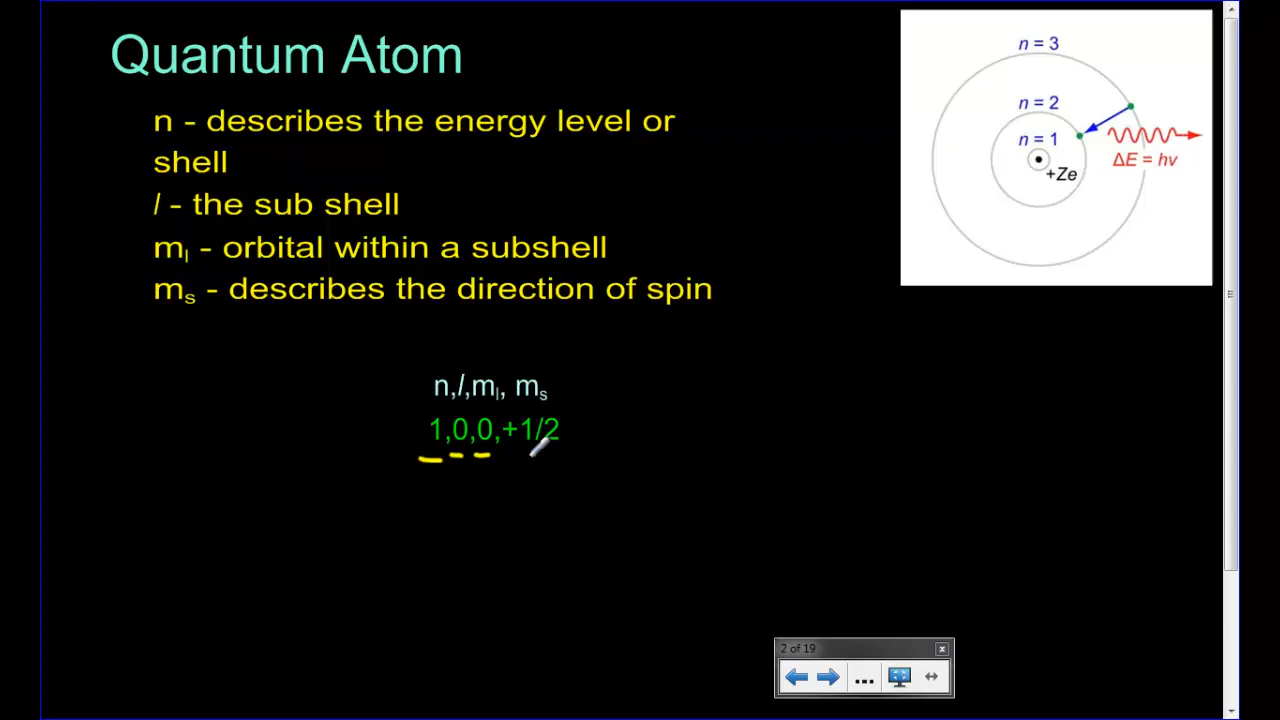 Quantum Atom
n - describes the energy level or
shell
l - the sub shell
mₗ - orbital within a subshell
mₛ - describes the direction of spin
n,l,mₗ, mₛ
1,0,0,+1/2
n = 3
n = 2
n = 1
+Ze
ΔE = hν
2 of 19